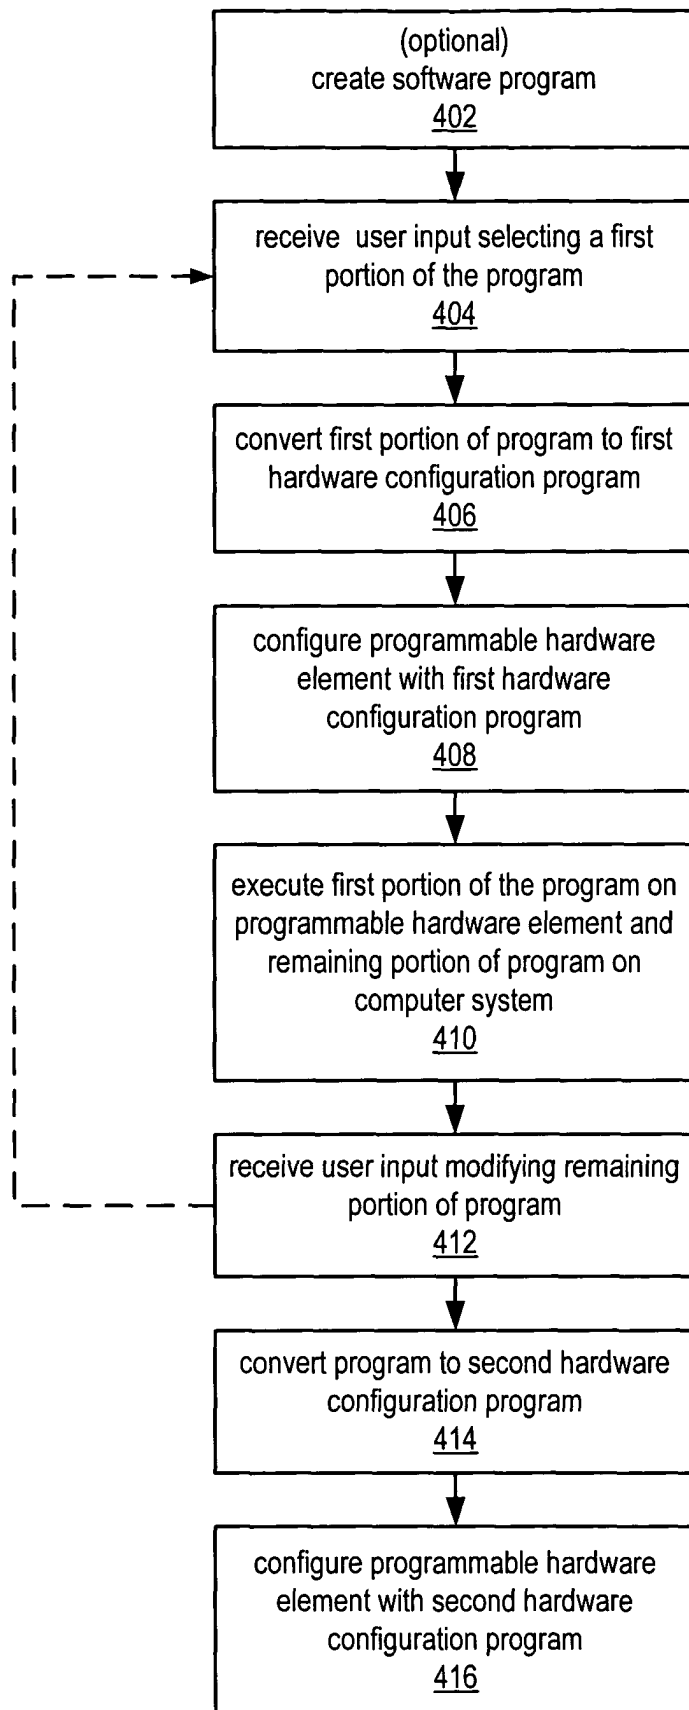 (optional)
create software program
402
receive user input selecting a first
portion of the program
404
convert first portion of program to first
hardware configuration program
406
configure programmable hardware
element with first hardware
configuration program
408
execute first portion of the program on
programmable hardware element and
remaining portion of program on
computer system
410
receive user input modifying remaining
portion of program
412
convert program to second hardware
configuration program
414
configure programmable hardware
element with second hardware
configuration program
416